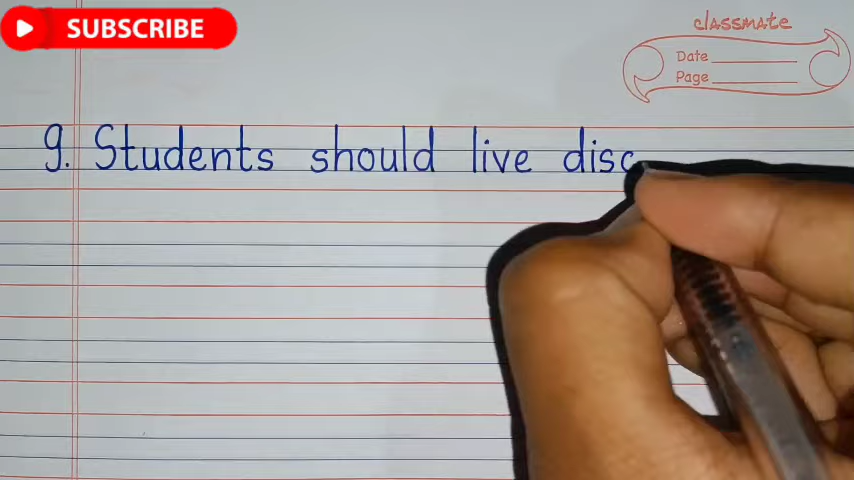 SUBSCRIBE
classmate
Date
Page
9. Students should live disc